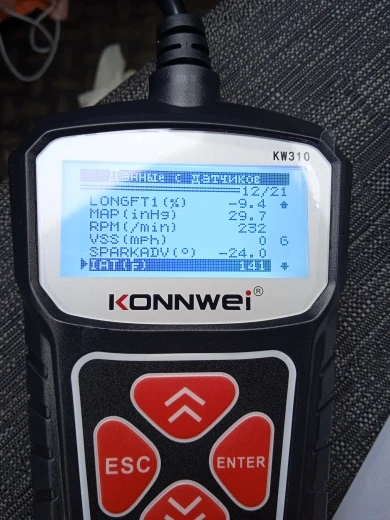 KW310
Данные с датчиков
12/21
LONGFT1(%) -9.4
MAP(inHg) 29.7
RPM(/min) 232
VSS(mph) 0 G
SPARKADV(°) -24.0
IAT(F) 141
KONNWEI®
ESC
ENTER